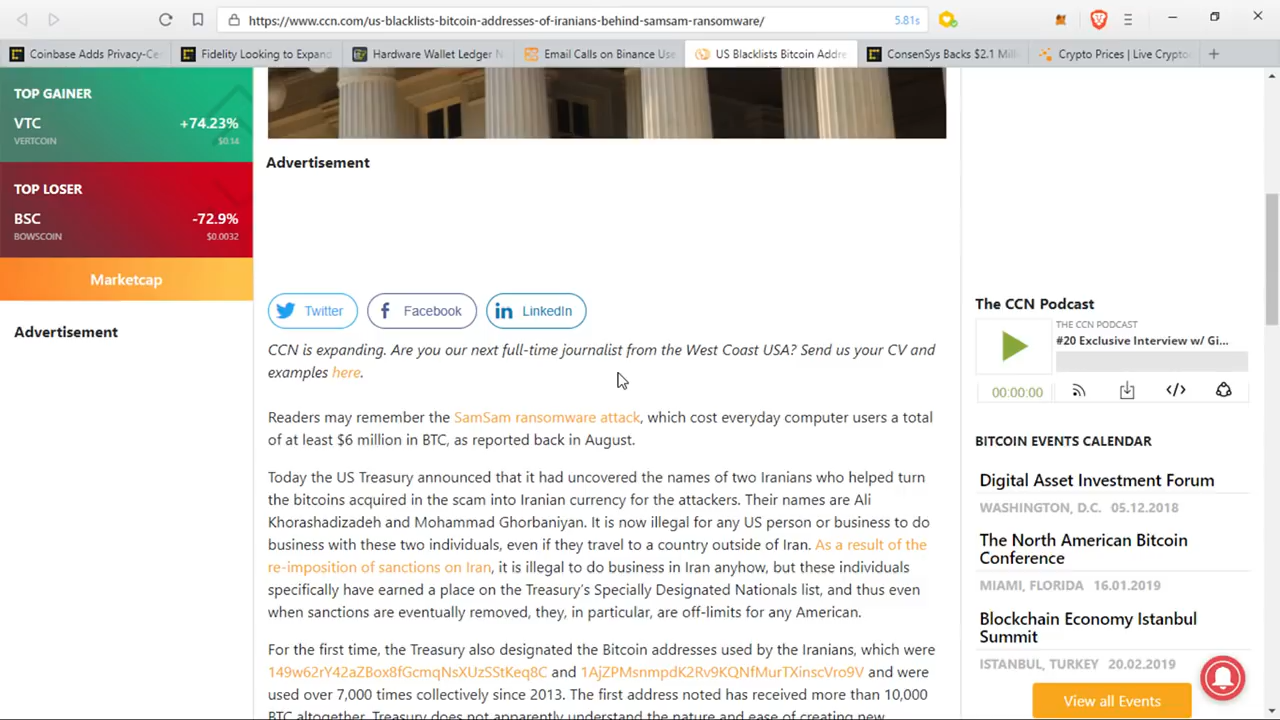 https://www.ccn.com/us-blacklists-bitcoin-addresses-of-iranians-behind-samsam-ransomware/
5.81s
Coinbase Adds Privacy-Ce
Fidelity Looking to Expand
Hardware Wallet Ledger N
Email Calls on Binance Use
US Blacklists Bitcoin Addre
ConsenSys Backs $2.1 Mill
Crypto Prices | Live Crypto
TOP GAINER
VTC +74.23%
VERTCOIN $0.14
TOP LOSER
BSC -72.9%
BOWSCOIN $0.0032
Marketcap
Advertisement
Advertisement
Twitter
Facebook
LinkedIn
CCN is expanding. Are you our next full-time journalist from the West Coast USA? Send us your CV and
examples here.
Readers may remember the SamSam ransomware attack, which cost everyday computer users a total
of at least $6 million in BTC, as reported back in August.
Today the US Treasury announced that it had uncovered the names of two Iranians who helped turn
the bitcoins acquired in the scam into Iranian currency for the attackers. Their names are Ali
Khorashadizadeh and Mohammad Ghorbaniyan. It is now illegal for any US person or business to do
business with these two individuals, even if they travel to a country outside of Iran. As a result of the
re-imposition of sanctions on Iran, it is illegal to do business in Iran anyhow, but these individuals
specifically have earned a place on the Treasury's Specially Designated Nationals list, and thus even
when sanctions are eventually removed, they, in particular, are off-limits for any American.
For the first time, the Treasury also designated the Bitcoin addresses used by the Iranians, which were
149w62rY42aZBox8fGcmqNsXUzSStKeq8C and 1AjZPMsnmpdK2Rv9KQNfMurTXinscVro9V and were
used over 7,000 times collectively since 2013. The first address noted has received more than 10,000
BTC altogether. Treasury does not apparently understand the nature and ease of creating new
The CCN Podcast
THE CCN PODCAST
#20 Exclusive Interview w/ Gi...
00:00:00
BITCOIN EVENTS CALENDAR
Digital Asset Investment Forum
WASHINGTON, D.C. 05.12.2018
The North American Bitcoin
Conference
MIAMI, FLORIDA 16.01.2019
Blockchain Economy Istanbul
Summit
ISTANBUL, TURKEY 20.02.2019
View all Events